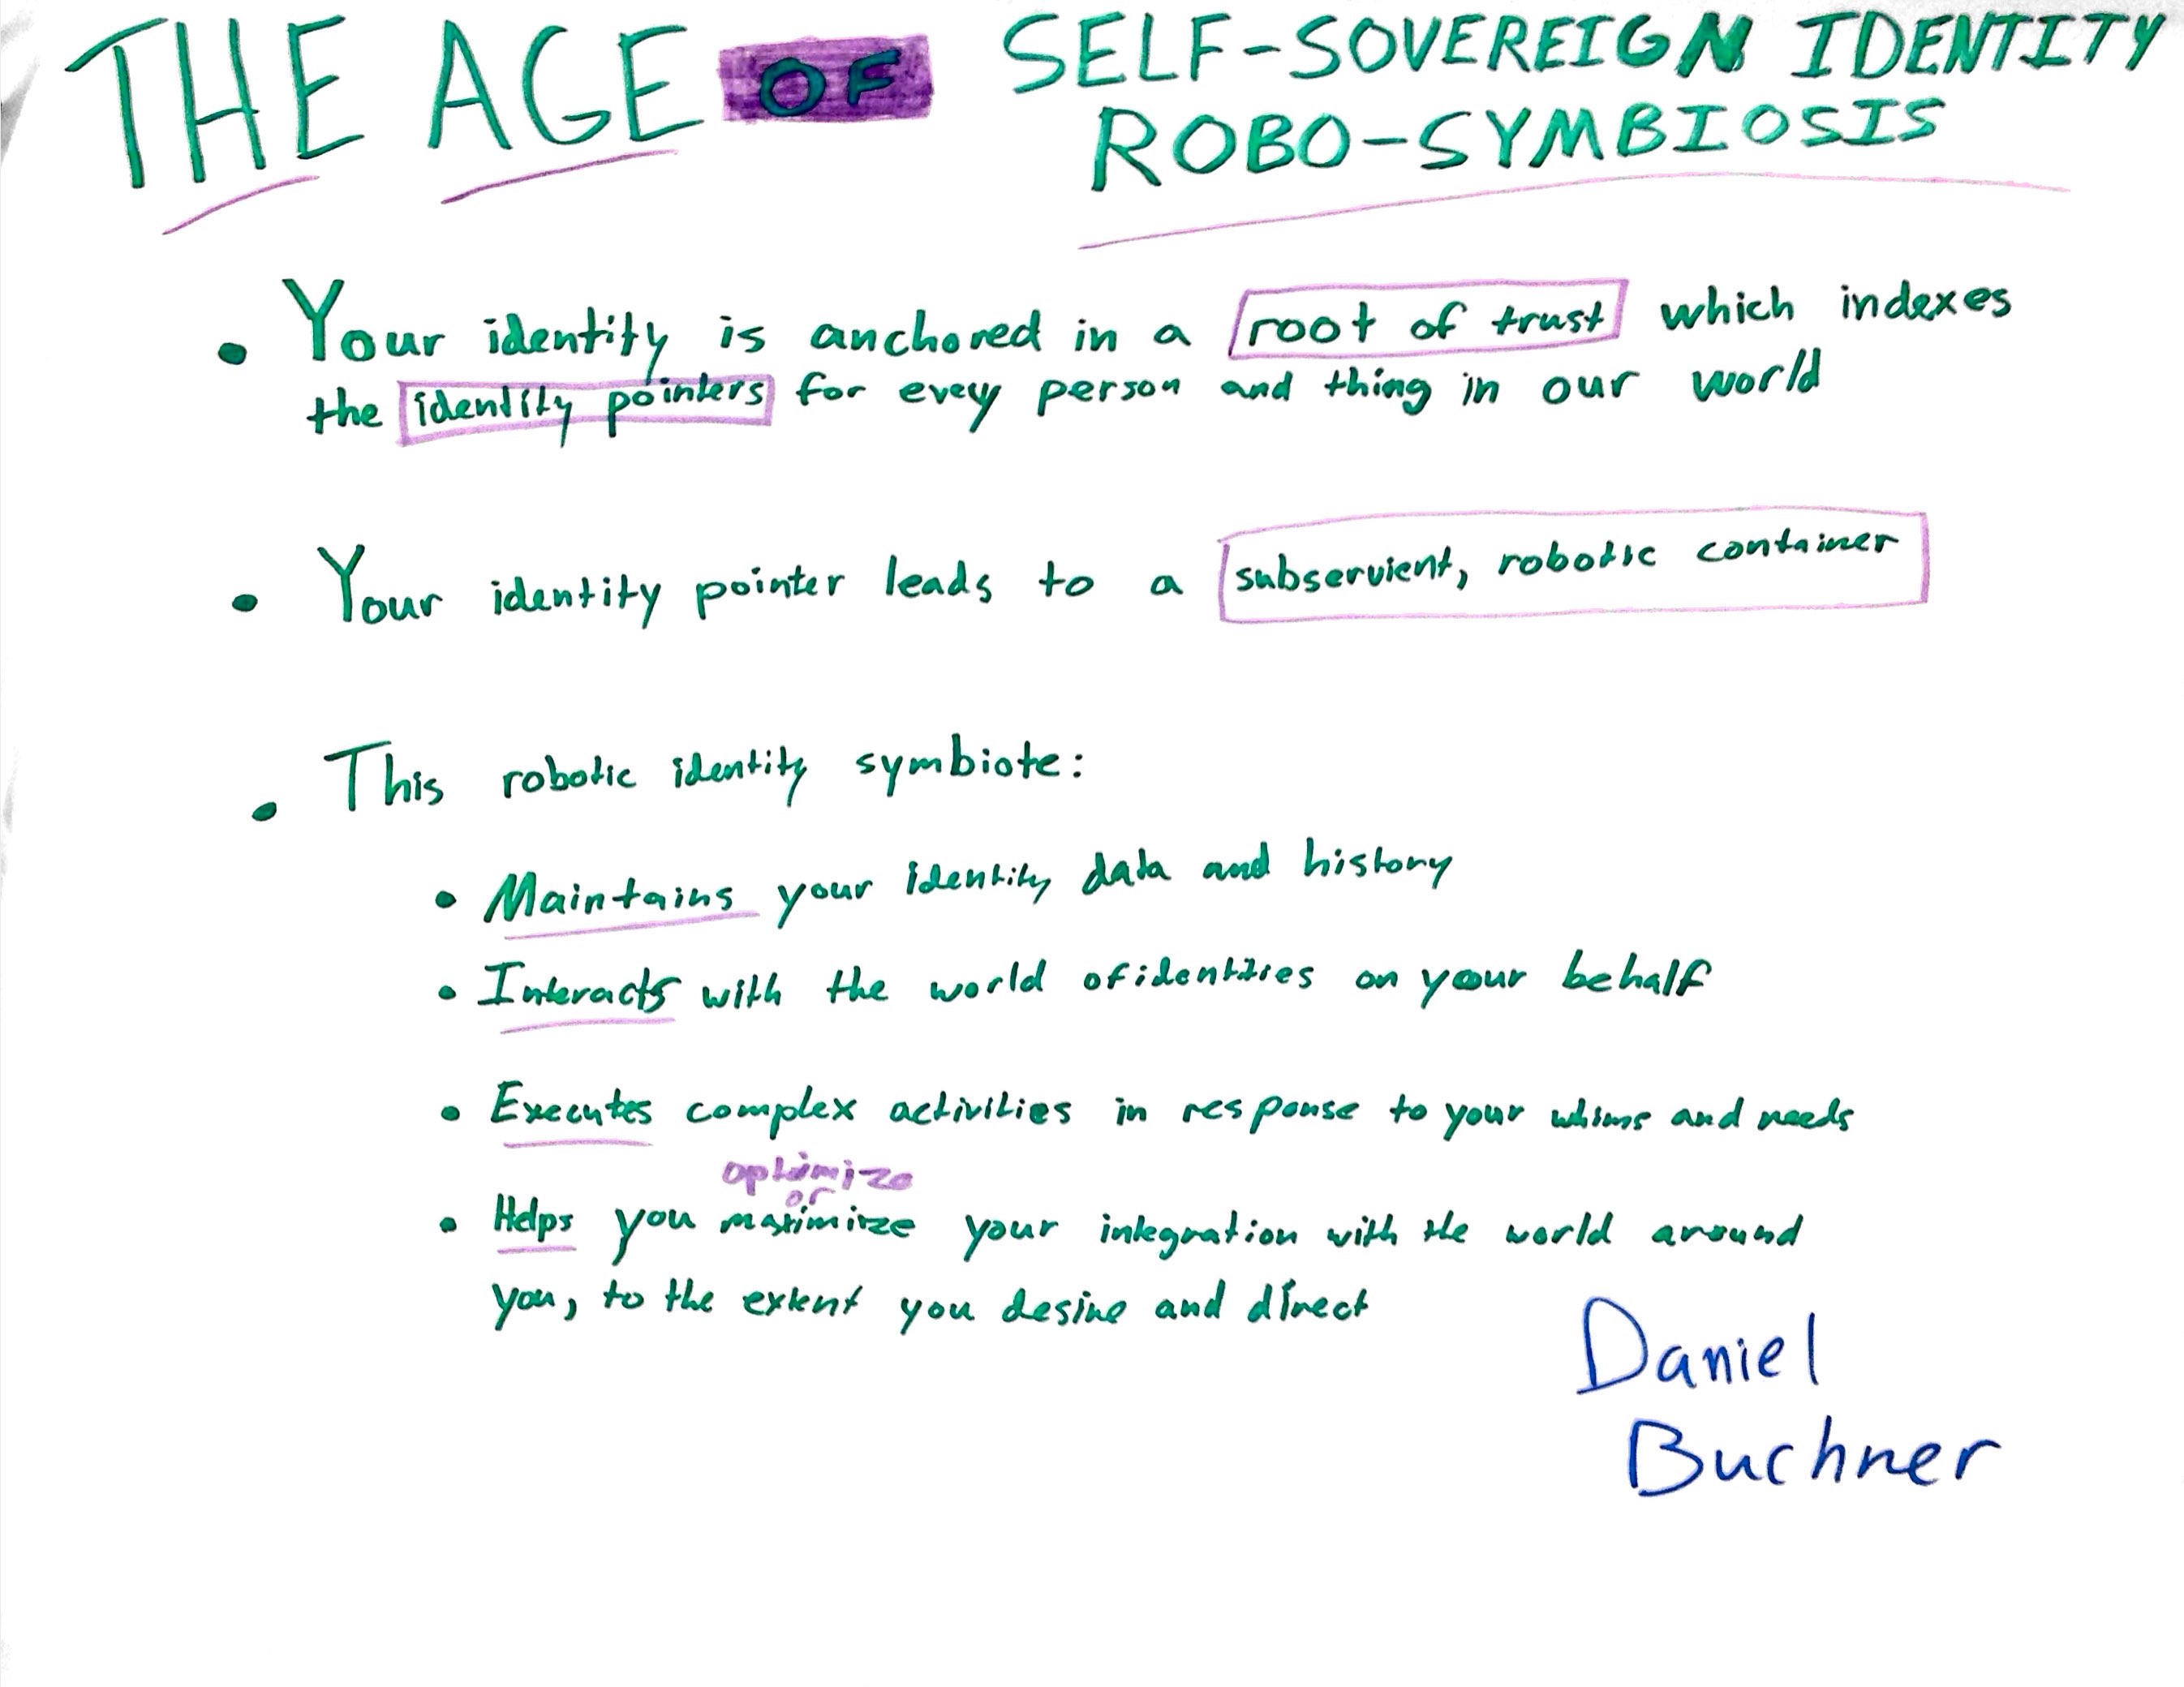 THE AGE OF SELF-SOVEREIGN IDENTITY
ROBO-SYMBIOSIS
• Your identity is anchored in a root of trust which indexes
the identity pointers for every person and thing in our world
• Your identity pointer leads to a subservient, robotic container
• This robotic identity symbiote:
• Maintains your identity data and history
• Interacts with the world of identities on your behalf
• Executes complex activities in response to your whims and needs
optimize
or
• Helps you maximize your integration with the world around
you, to the extent you desire and direct
Daniel
Buchner